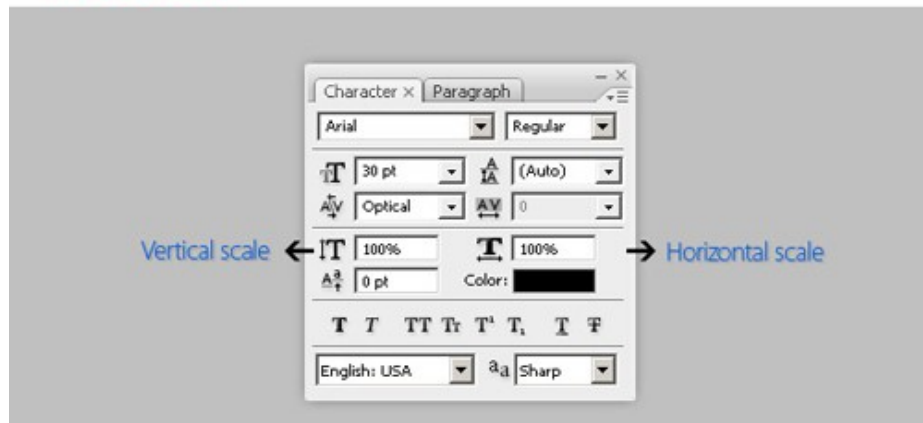 Character × Paragraph
Arial Regular
30 pt (Auto)
Optical 0
Vertical scale 100% 100% Horizontal scale
0 pt Color:
T T TT Tr T¹ T₁ T T
English: USA aa Sharp